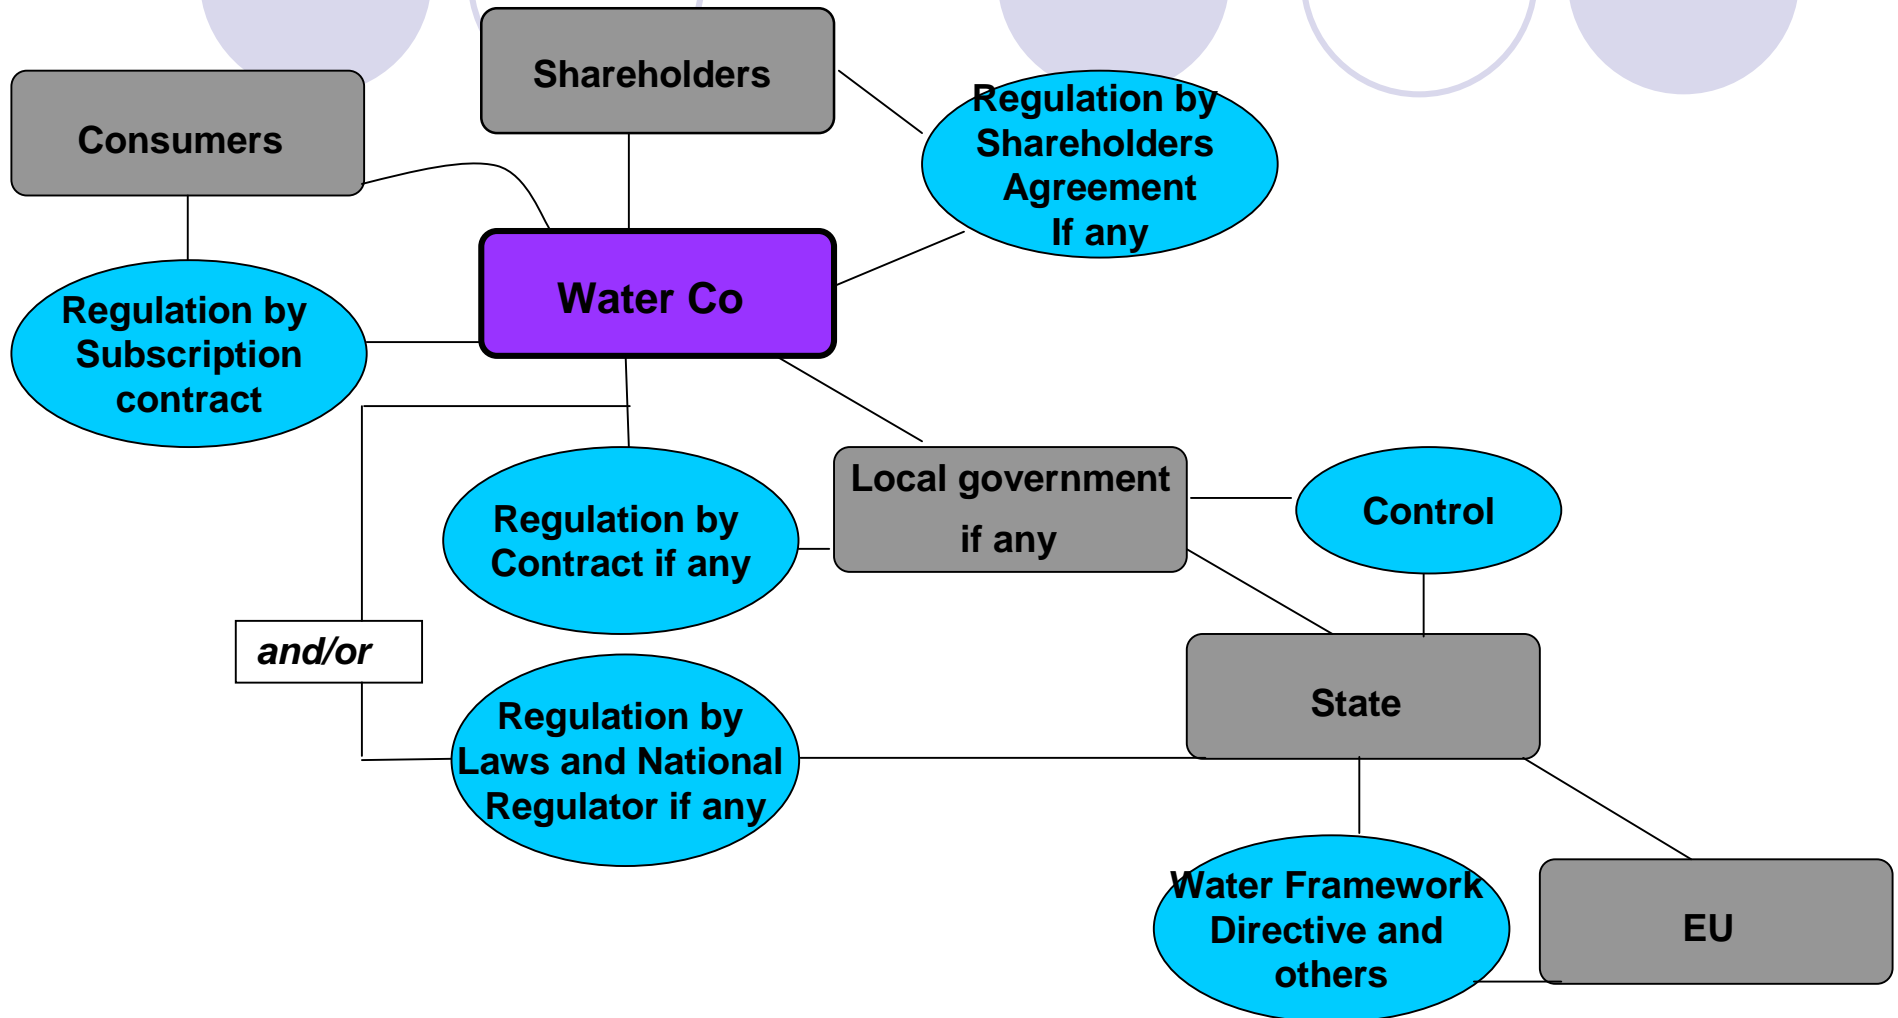 Shareholders
Consumers
Regulation by
Shareholders
Agreement
If any
Water Co
Regulation by
Subscription
contract
Local government
if any
Control
Regulation by
Contract if any
and/or
State
Regulation by
Laws and National
Regulator if any
Water Framework
Directive and
others
EU